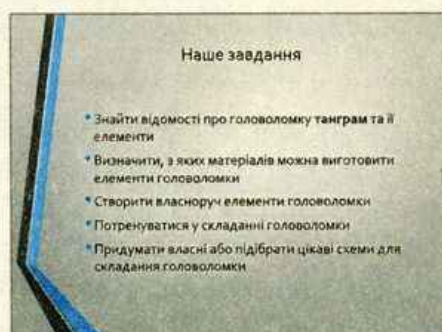 Наше завдання
• Знайти відомості про головоломку танграм та її
елементи
• Визначити, з яких матеріалів можна виготовити
елементи головоломки
• Створити власноруч елементи головоломки
• Потренуватися у складанні головоломки
• Придумати власні або підібрати цікаві схеми для
складання головоломки